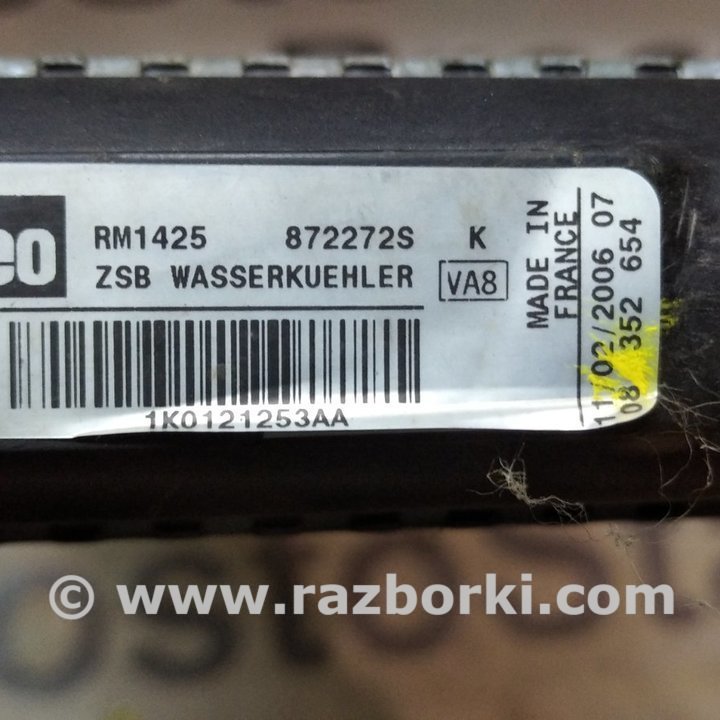 eo
RM1425 872272S K
ZSB WASSERKUEHLER VA8
1K0121253AA
MADE IN
FRANCE
11/02/2006 07
08 352 654
© www.razborki.com